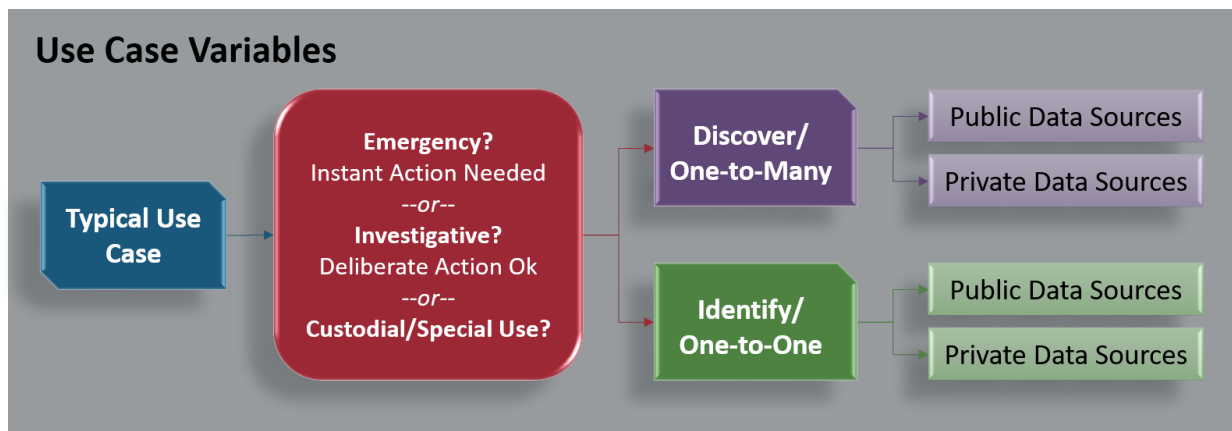 Use Case Variables
Typical Use
Case
Emergency?
Instant Action Needed
--or--
Investigative?
Deliberate Action Ok
--or--
Custodial/Special Use?
Discover/
One-to-Many
Public Data Sources
Private Data Sources
Identify/
One-to-One
Public Data Sources
Private Data Sources